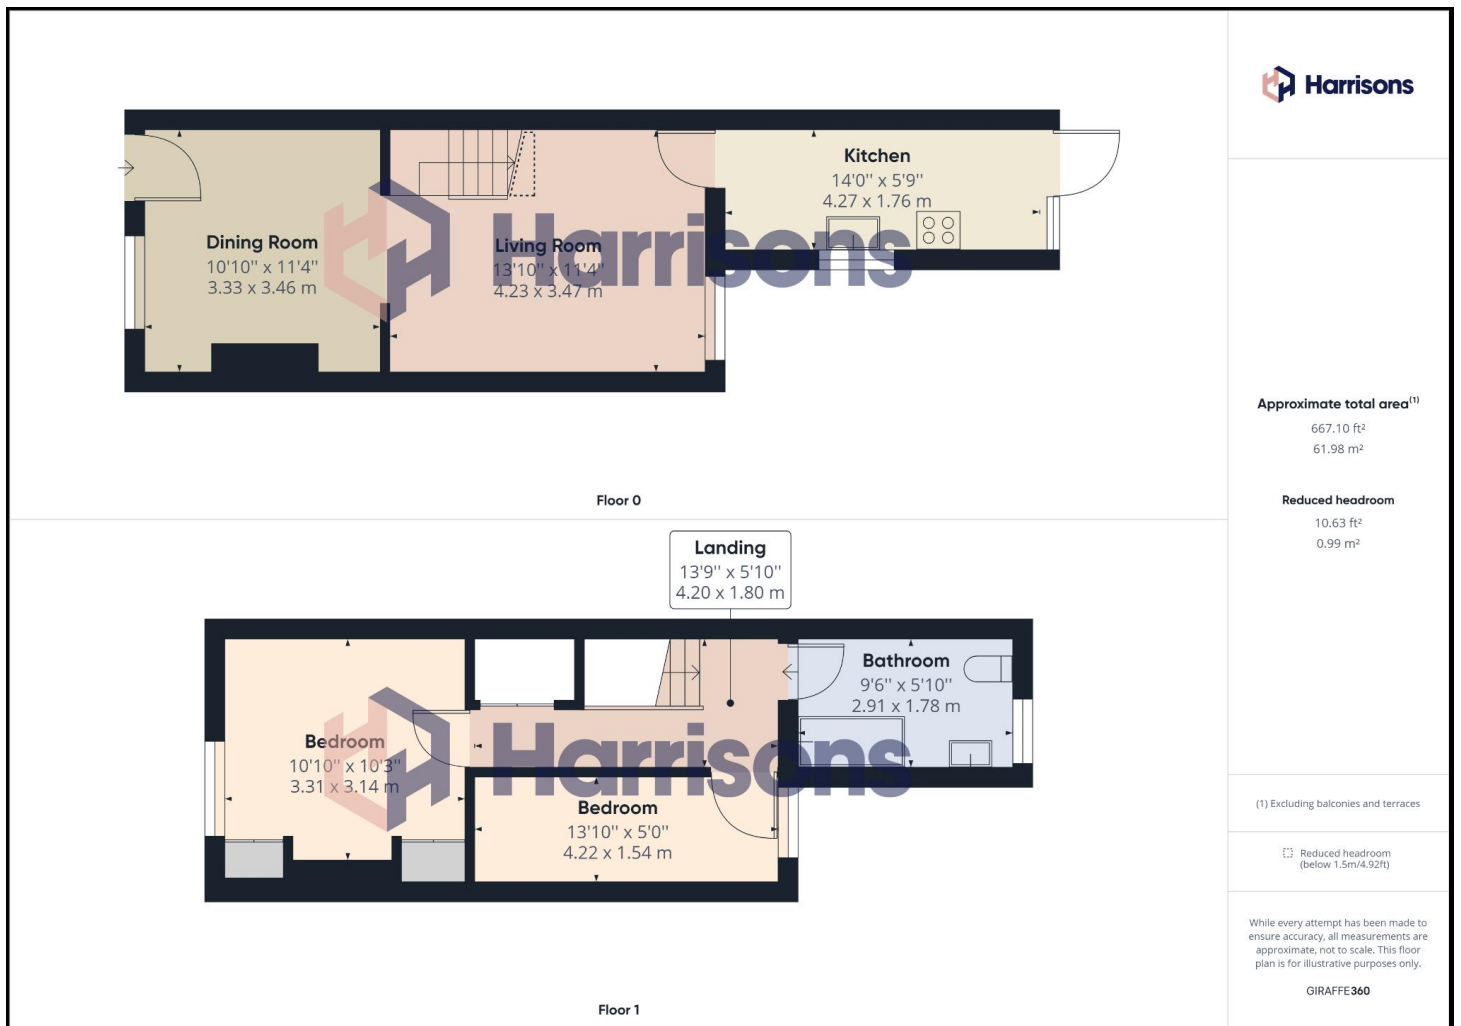 Harrisons
Kitchen
14'0'' x 5'9''
4.27 x 1.76 m
Dining Room
10'10'' x 11'4''
3.33 x 3.46 m
Living Room
13'10'' x 11'4''
4.23 x 3.47 m
Harrisons
Floor 0
Approximate total area(1)
667.10 ft²
61.98 m²
Reduced headroom
10.63 ft²
0.99 m²
Landing
13'9'' x 5'10''
4.20 x 1.80 m
Bathroom
9'6'' x 5'10''
2.91 x 1.78 m
Bedroom
10'10'' x 10'3''
3.31 x 3.14 m
Harrisons
Bedroom
13'10'' x 5'0''
4.22 x 1.54 m
Floor 1
(1) Excluding balconies and terraces
Reduced headroom
(below 1.5m/4.92ft)
While every attempt has been made to
ensure accuracy, all measurements are
approximate, not to scale. This floor
plan is for illustrative purposes only.
GIRAFFE360